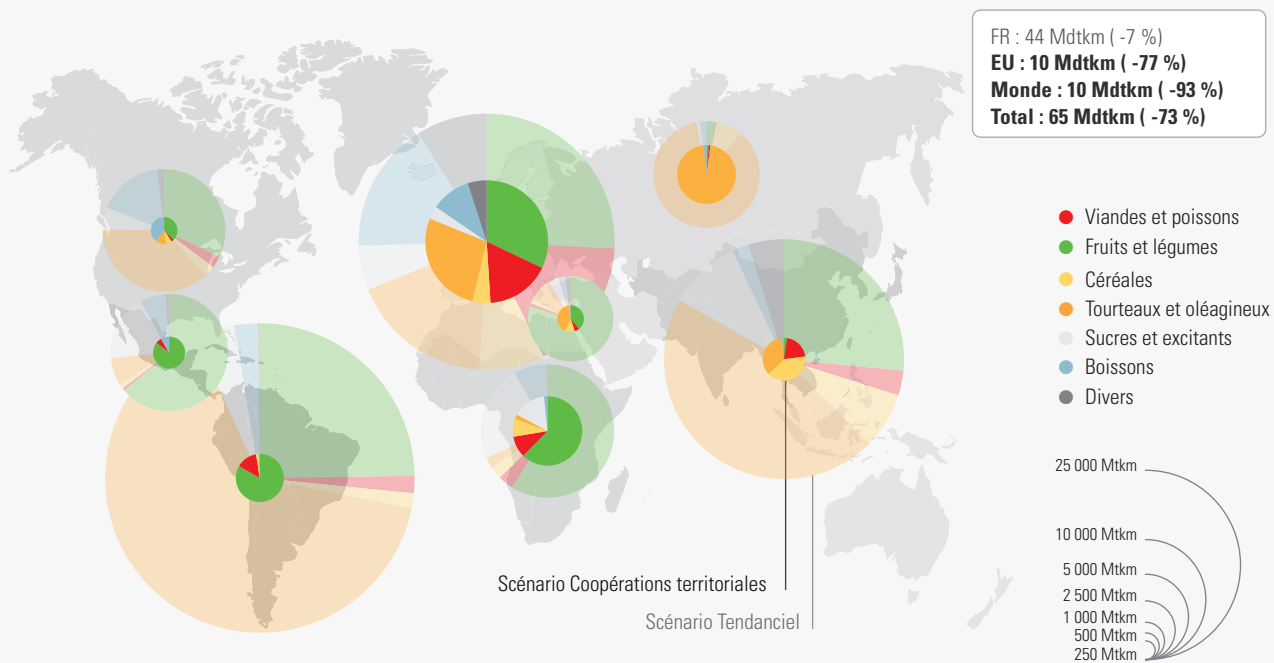 FR : 44 Mdtkm ( -7 %)
EU : 10 Mdtkm ( -77 %)
Monde : 10 Mdtkm ( -93 %)
Total : 65 Mdtkm ( -73 %)
Viandes et poissons
Fruits et légumes
Céréales
Tourteaux et oléagineux
Sucres et excitants
Boissons
Divers
25 000 Mtkm
10 000 Mtkm
5 000 Mtkm
2 500 Mtkm
1 000 Mtkm
500 Mtkm
250 Mtkm
Scénario Coopérations territoriales
Scénario Tendanciel